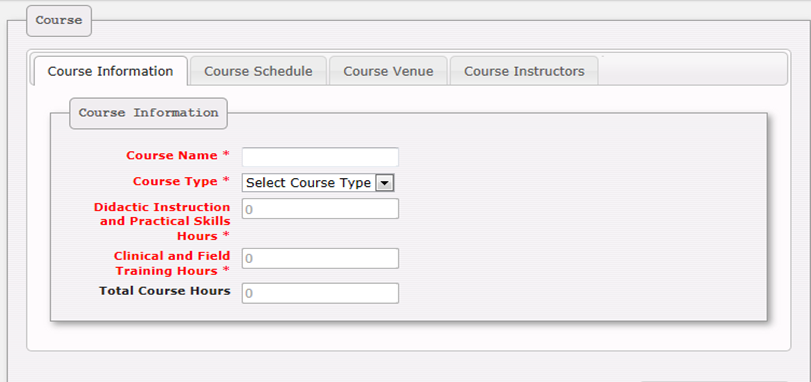 Course
Course Information Course Schedule Course Venue Course Instructors
Course Information
Course Name *
Course Type * Select Course Type
Didactic Instruction
and Practical Skills
Hours *
0
Clinical and Field
Training Hours *
0
Total Course Hours 0